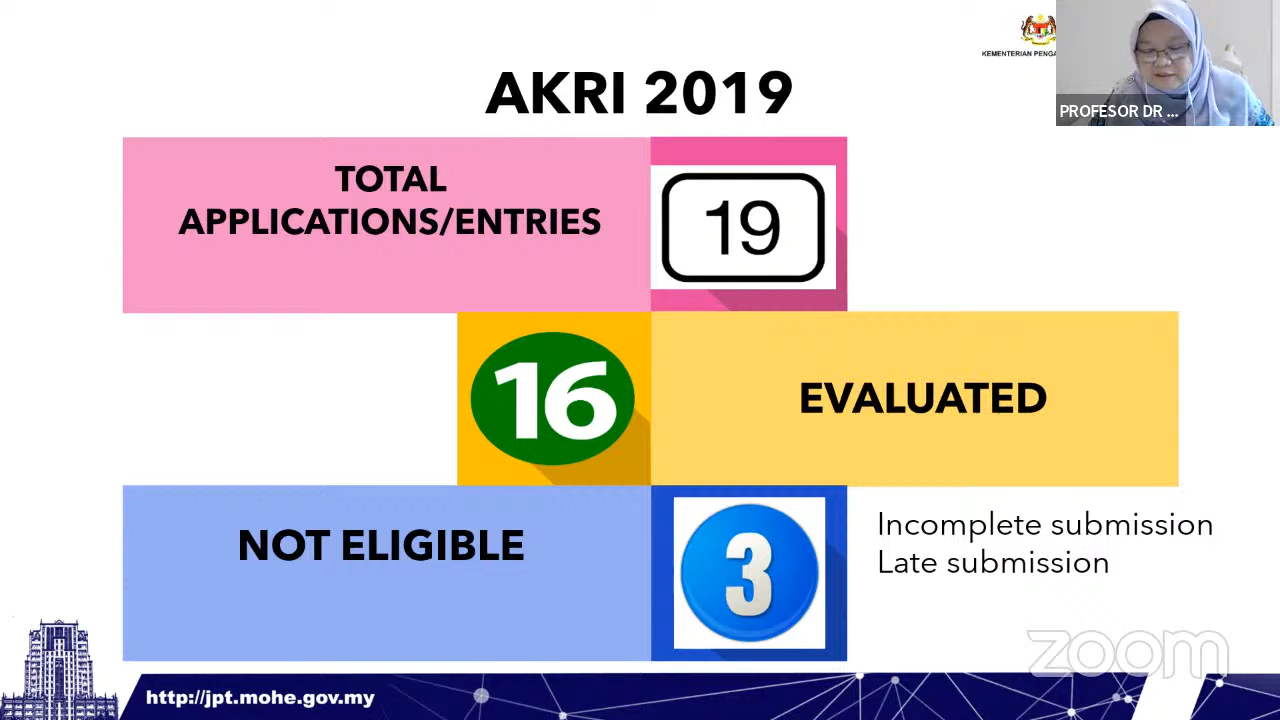 KEMENTERIAN
PROFESOR DR ...
AKRI 2019
TOTAL
APPLICATIONS/ENTRIES
19
16
EVALUATED
NOT ELIGIBLE
3
Incomplete submission
Late submission
zoom
http://jpt.mohe.gov.my